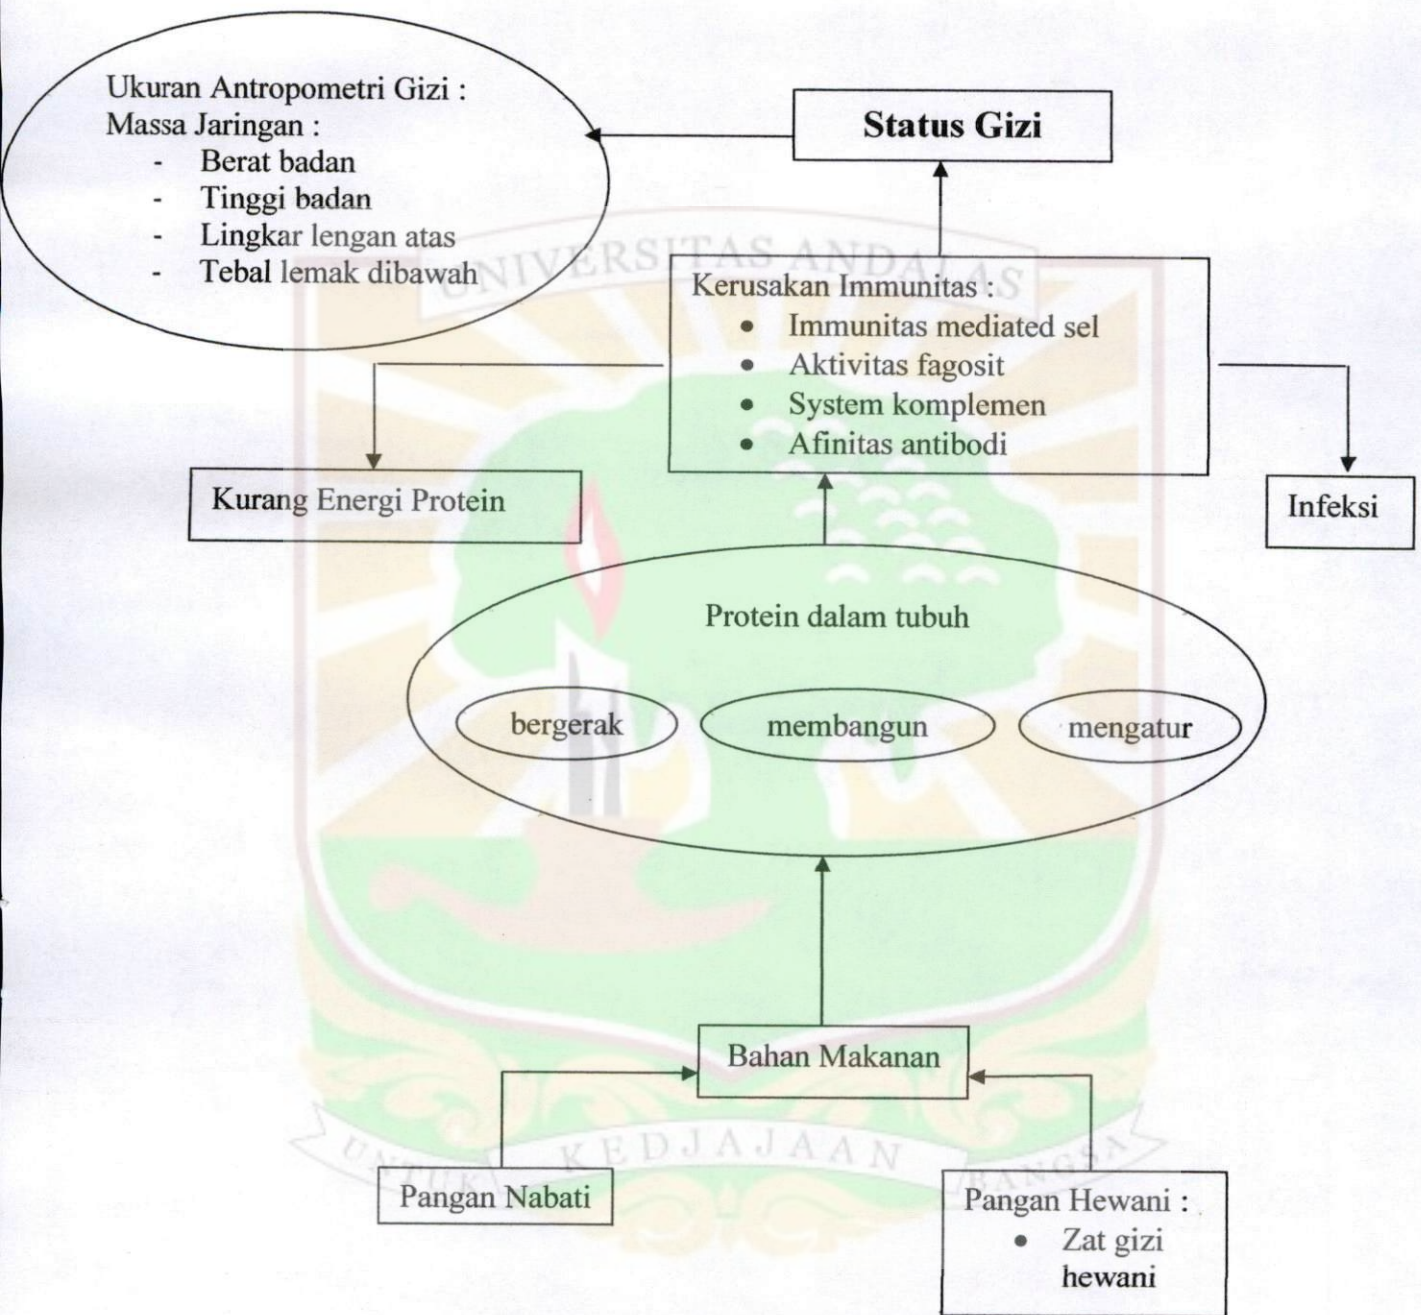 Ukuran Antropometri Gizi :
Massa Jaringan :
- Berat badan
- Tinggi badan
- Lingkar lengan atas
- Tebal lemak dibawah
Status Gizi
UNIVERSITAS ANDALAS
Kerusakan Immunitas :
• Immunitas mediated sel
• Aktivitas fagosit
• System komplemen
• Afinitas antibodi
Kurang Energi Protein
Infeksi
Protein dalam tubuh
bergerak
membangun
mengatur
Bahan Makanan
UNTUK KEDJAJAAN BANGSA
Pangan Nabati
Pangan Hewani :
• Zat gizi
hewani